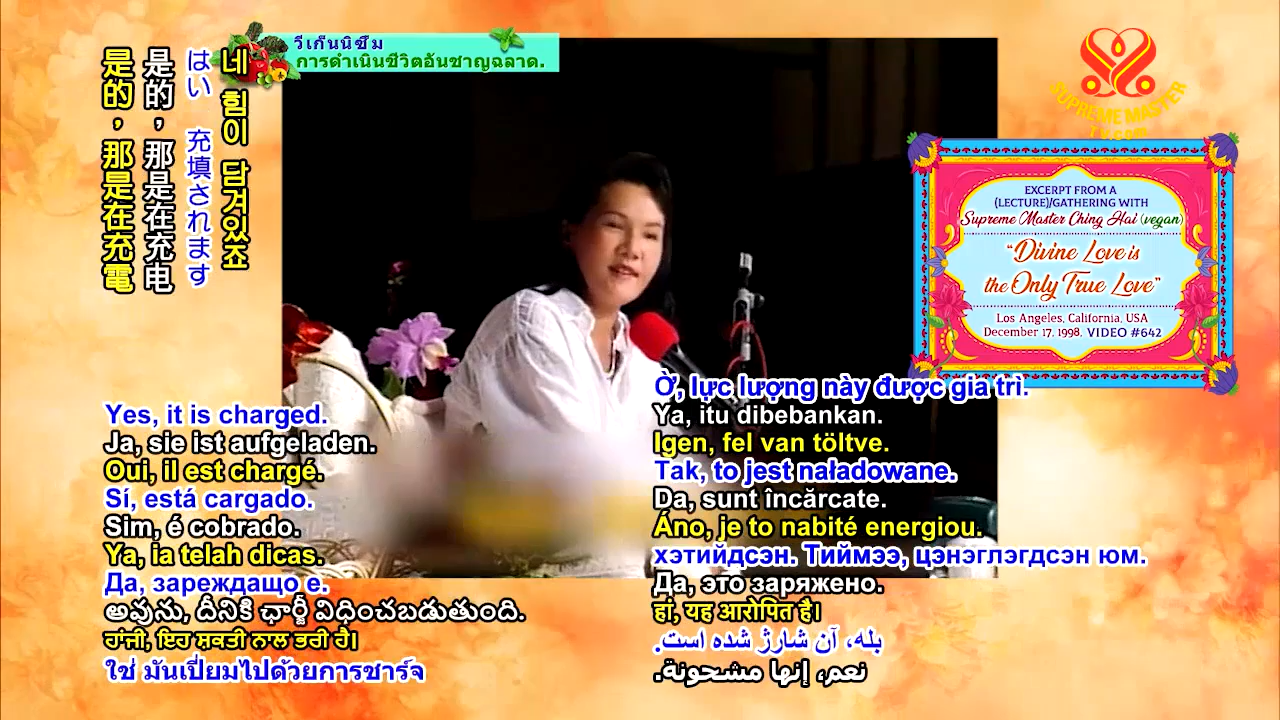 วีเก็นนิซึ่ม
การดำเนินชีวิตอันชาญฉลาด.
SUPREME MASTER
TV.com
EXCERPT FROM A
(LECTURE)/GATHERING WITH
Supreme Master Ching Hai (vegan)
“Divine Love is
the Only True Love”
Los Angeles, California, USA
December 17, 1998, VIDEO #642
네 힘이 담겨있죠
はい 充填されます
是的，那是在充电
是的，那是在充電
Yes, it is charged.
Ja, sie ist aufgeladen.
Oui, il est chargé.
Sí, está cargado.
Sim, é cobrado.
Ya, ia telah dicas.
Да, зареждащо е.
అవును, దీనికి ఛార్జీ విధించబడుతుంది.
ਹਾਂਜੀ, ਇਹ ਸ਼ਕਤੀ ਨਾਲ ਭਰੀ ਹੈ।
ใช่ มันเปี่ยมไปด้วยการชาร์จ
Ờ, lực lượng này được gia trì.
Ya, itu dibebankan.
Igen, fel van töltve.
Tak, to jest naładowane.
Da, sunt încărcate.
Áno, je to nabité energiou.
хэтийдсэн. Тиймээ, цэнэглэгдсэн юм.
Да, это заряжено.
हां, यह आरोपित है।
بله، آن شارژ شده است.
نعم، إنها مشحونة.